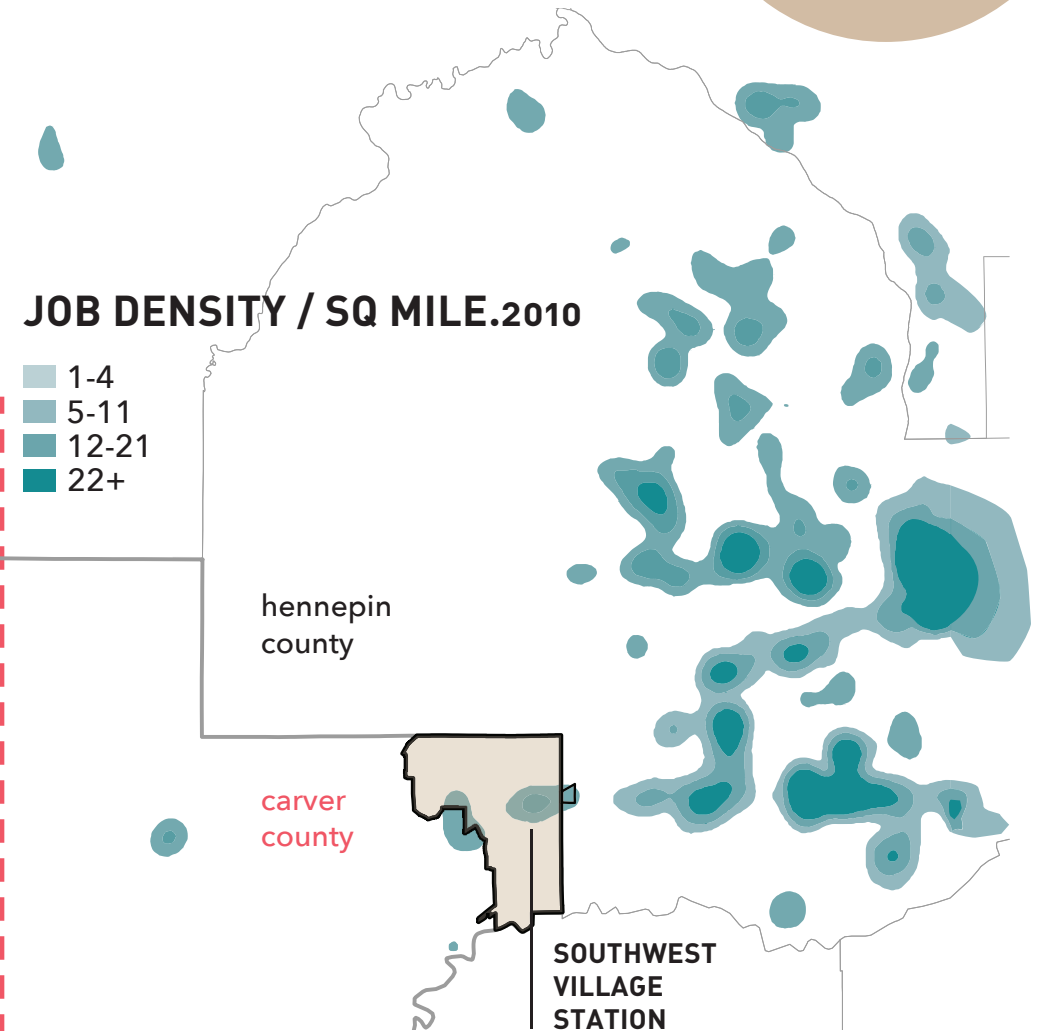 JOB DENSITY / SQ MILE.2010
1-4
5-11
12-21
22+
hennepin
county
carver
county
SOUTHWEST
VILLAGE
STATION